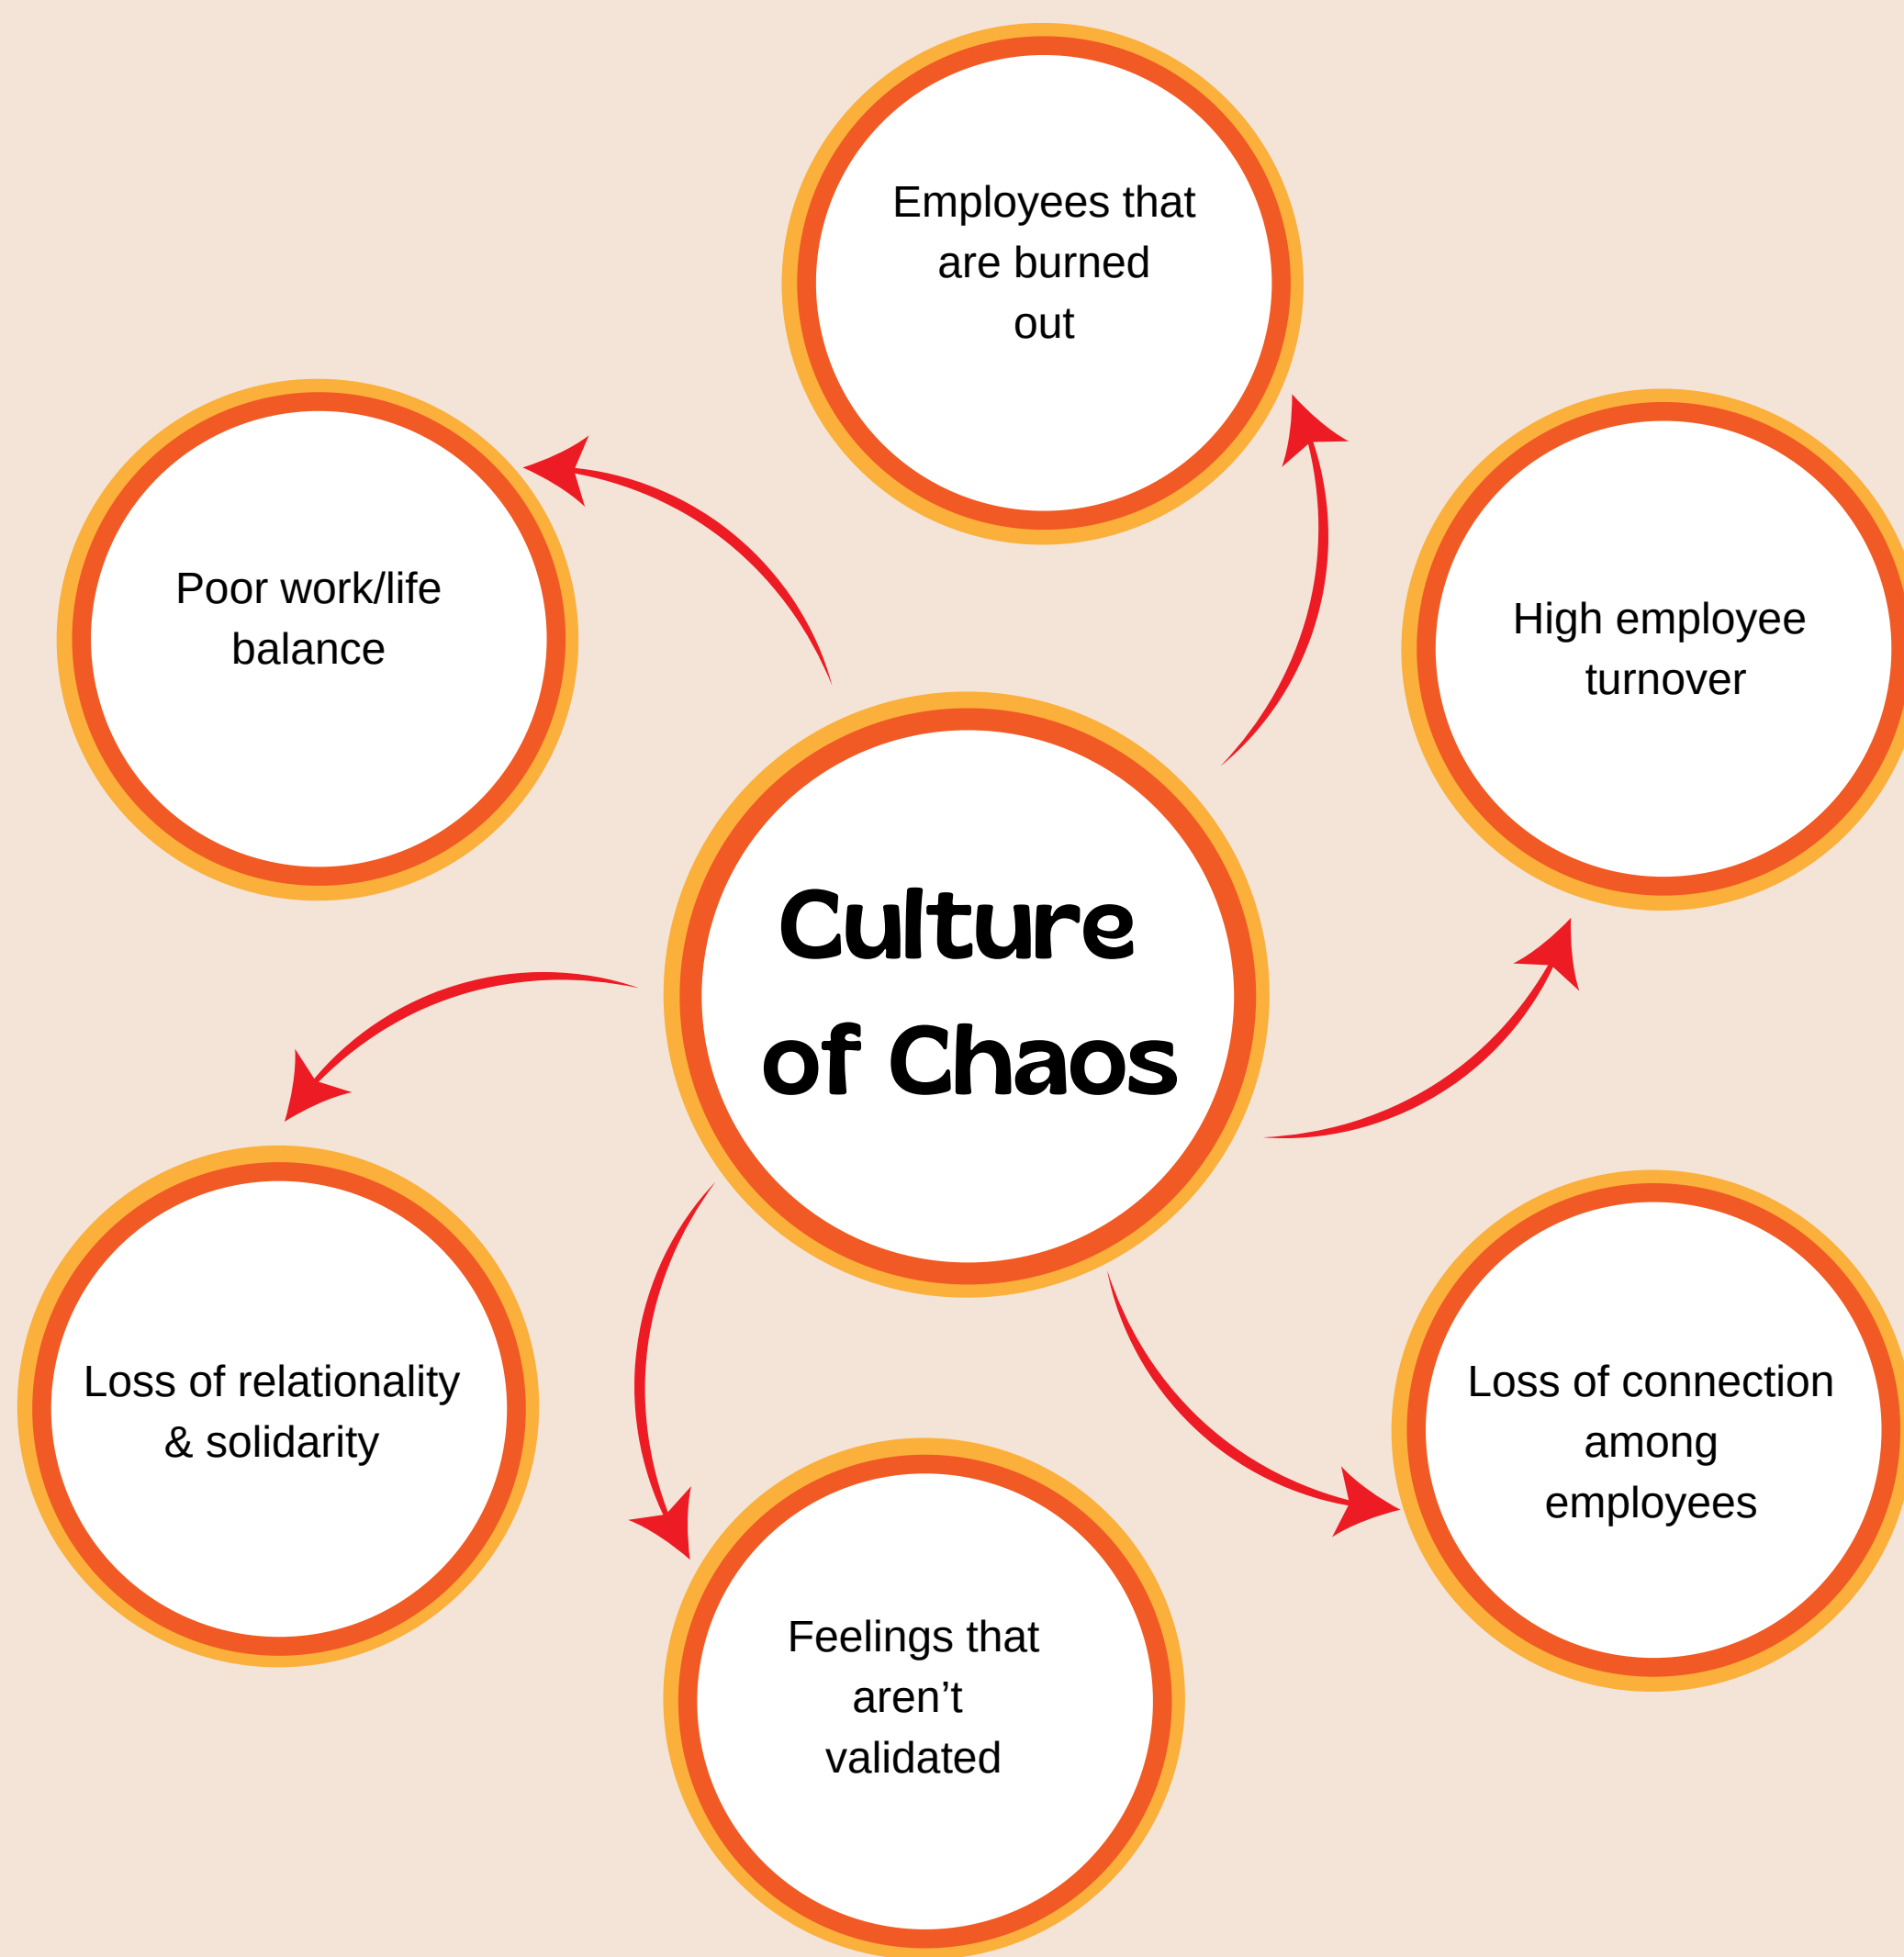 Employees that
are burned
out
Poor work/life
balance
High employee
turnover
Culture
of Chaos
Loss of relationality
& solidarity
Loss of connection
among
employees
Feelings that
aren’t
validated